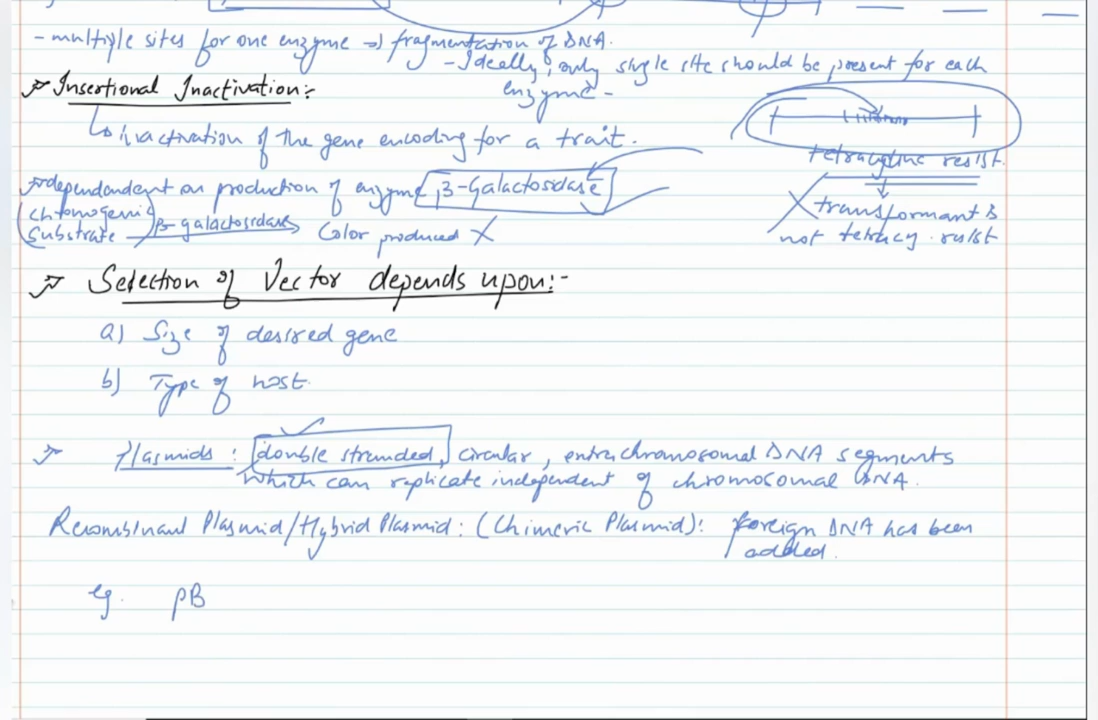 - multiple sites for one enzyme → fragmentation of DNA.
- Ideally, only single site should be present for each enzyme -
Insertional Inactivation:-
↳ inactivation of the gene encoding for a trait.
tetracycline resist.
→ dependendent on production of enzyme β-Galactosidase
(Chromogenic Substrate) β-galactosidase → Color produced X
X transformant is
not tetracy. resist
Selection of Vector depends upon:-
a) Size of desired gene
b) Type of host.
Plasmids: double stranded, circular, extrachromosomal DNA segments
which can replicate independent of chromosomal DNA.
Recombinant Plasmid/Hybrid Plasmid: (Chimeric Plasmid): foreign DNA has been
added.
eg. pB